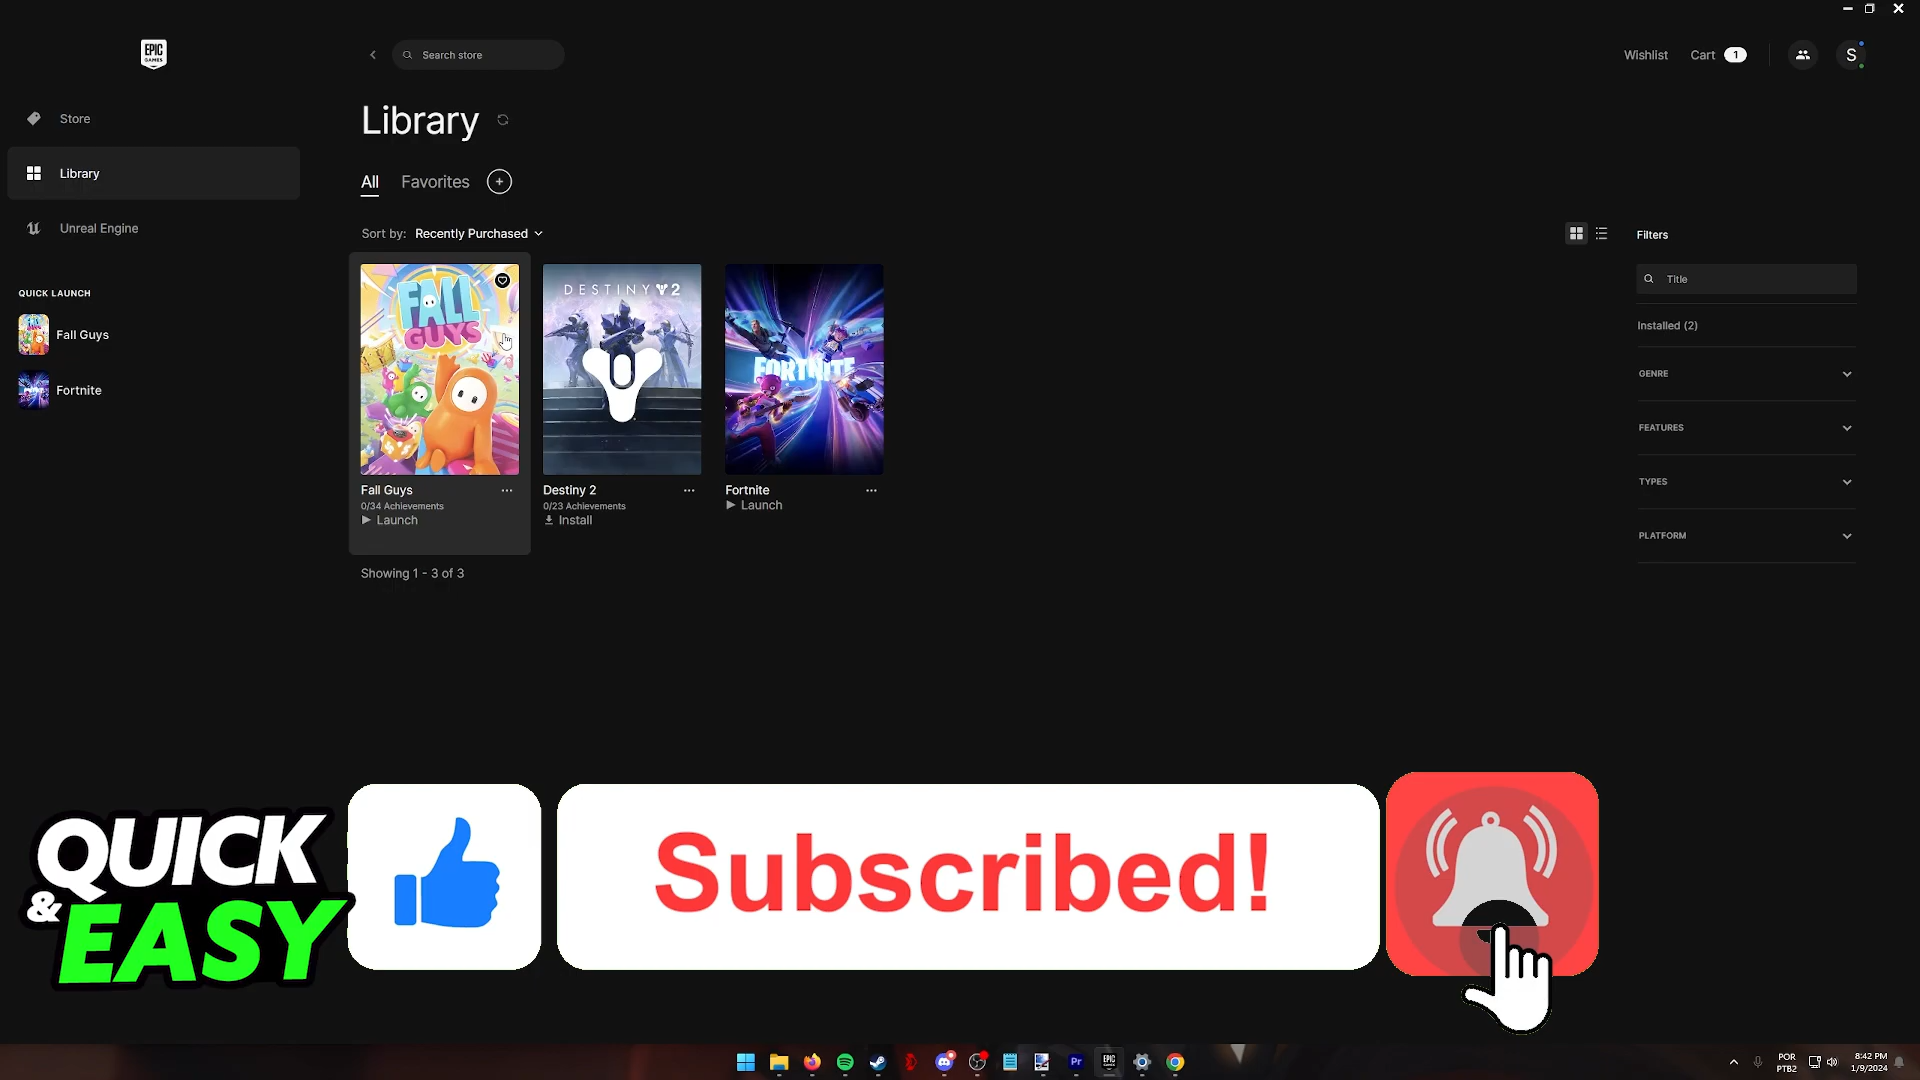 EPIC
GAMES
Search store
Wishlist
Cart 1
S
Store
Library
Unreal Engine
QUICK LAUNCH
Fall Guys
Fortnite
Library
All
Favorites
Sort by: Recently Purchased
FALL
GUYS
DESTINY 2
FORTNITE
Fall Guys
0/34 Achievements
Launch
Destiny 2
0/23 Achievements
Install
Fortnite
Launch
Showing 1 - 3 of 3
Filters
Title
Installed (2)
GENRE
FEATURES
TYPES
PLATFORM
QUICK
& EASY
Subscribed!
Pr
EPIC
POR
PTB2
8:42 PM
1/9/2024